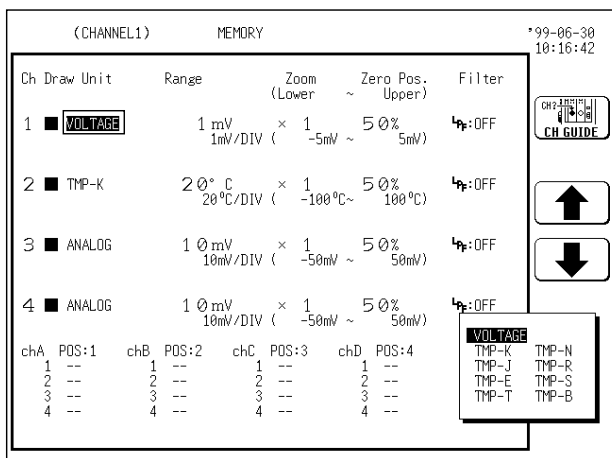 (CHANNEL1) MEMORY '99-06-30
10:16:42
Ch Draw Unit Range Zoom Zero Pos. Filter
(Lower ~ Upper)
1 VOLTAGE 1 mV × 1 50% LPF:OFF
1mV/DIV ( -5mV ~ 5mV)
CH2
CH GUIDE
2 TMP-K 20° C × 1 50% LPF:OFF
20°C/DIV ( -100°C~ 100°C)
3 ANALOG 10mV × 1 50% LPF:OFF
10mV/DIV ( -50mV ~ 50mV)
4 ANALOG 10mV × 1 50% LPF:OFF
10mV/DIV ( -50mV ~ 50mV)
chA POS:1 chB POS:2 chC POS:3 chD POS:4
1 -- 1 -- 1 -- 1 --
2 -- 2 -- 2 -- 2 --
3 -- 3 -- 3 -- 3 --
4 -- 4 -- 4 -- 4 --
VOLTAGE
TMP-K TMP-N
TMP-J TMP-R
TMP-E TMP-S
TMP-T TMP-B